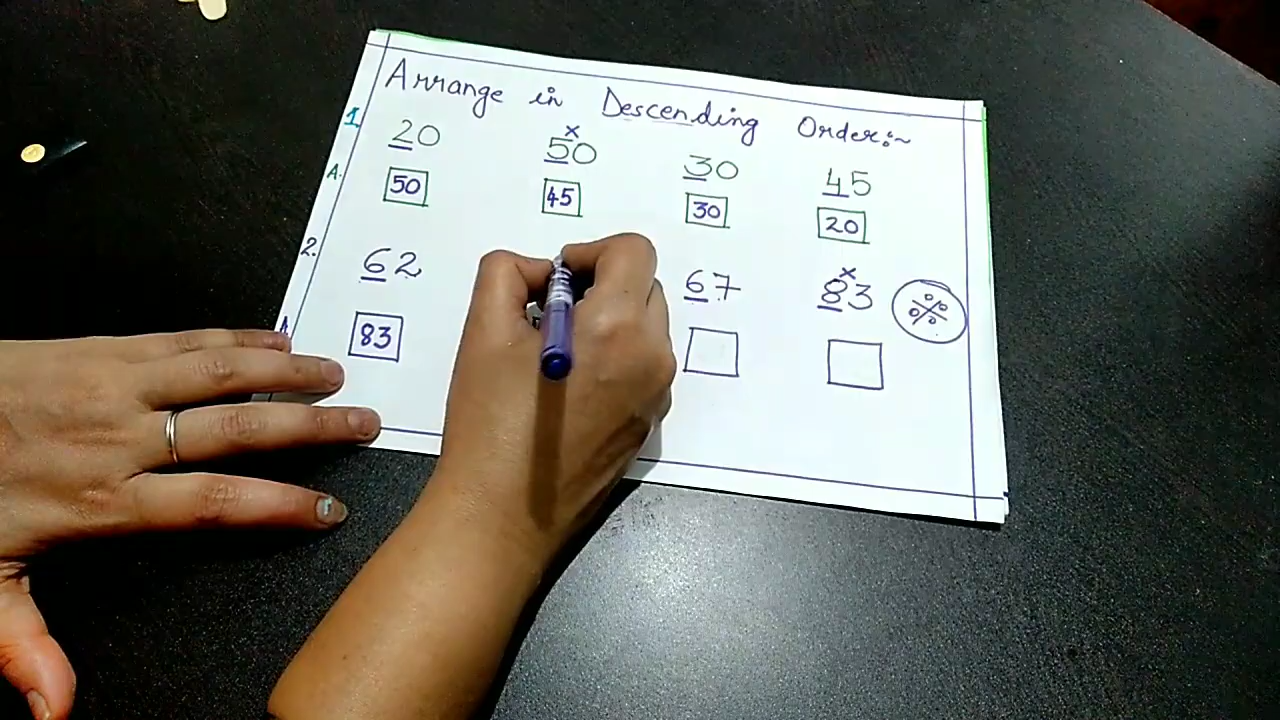 Arrange in Descending Order:~
1. 20 50 30 45
A. 50 45 30 20
2. 62 67 83
A. 83